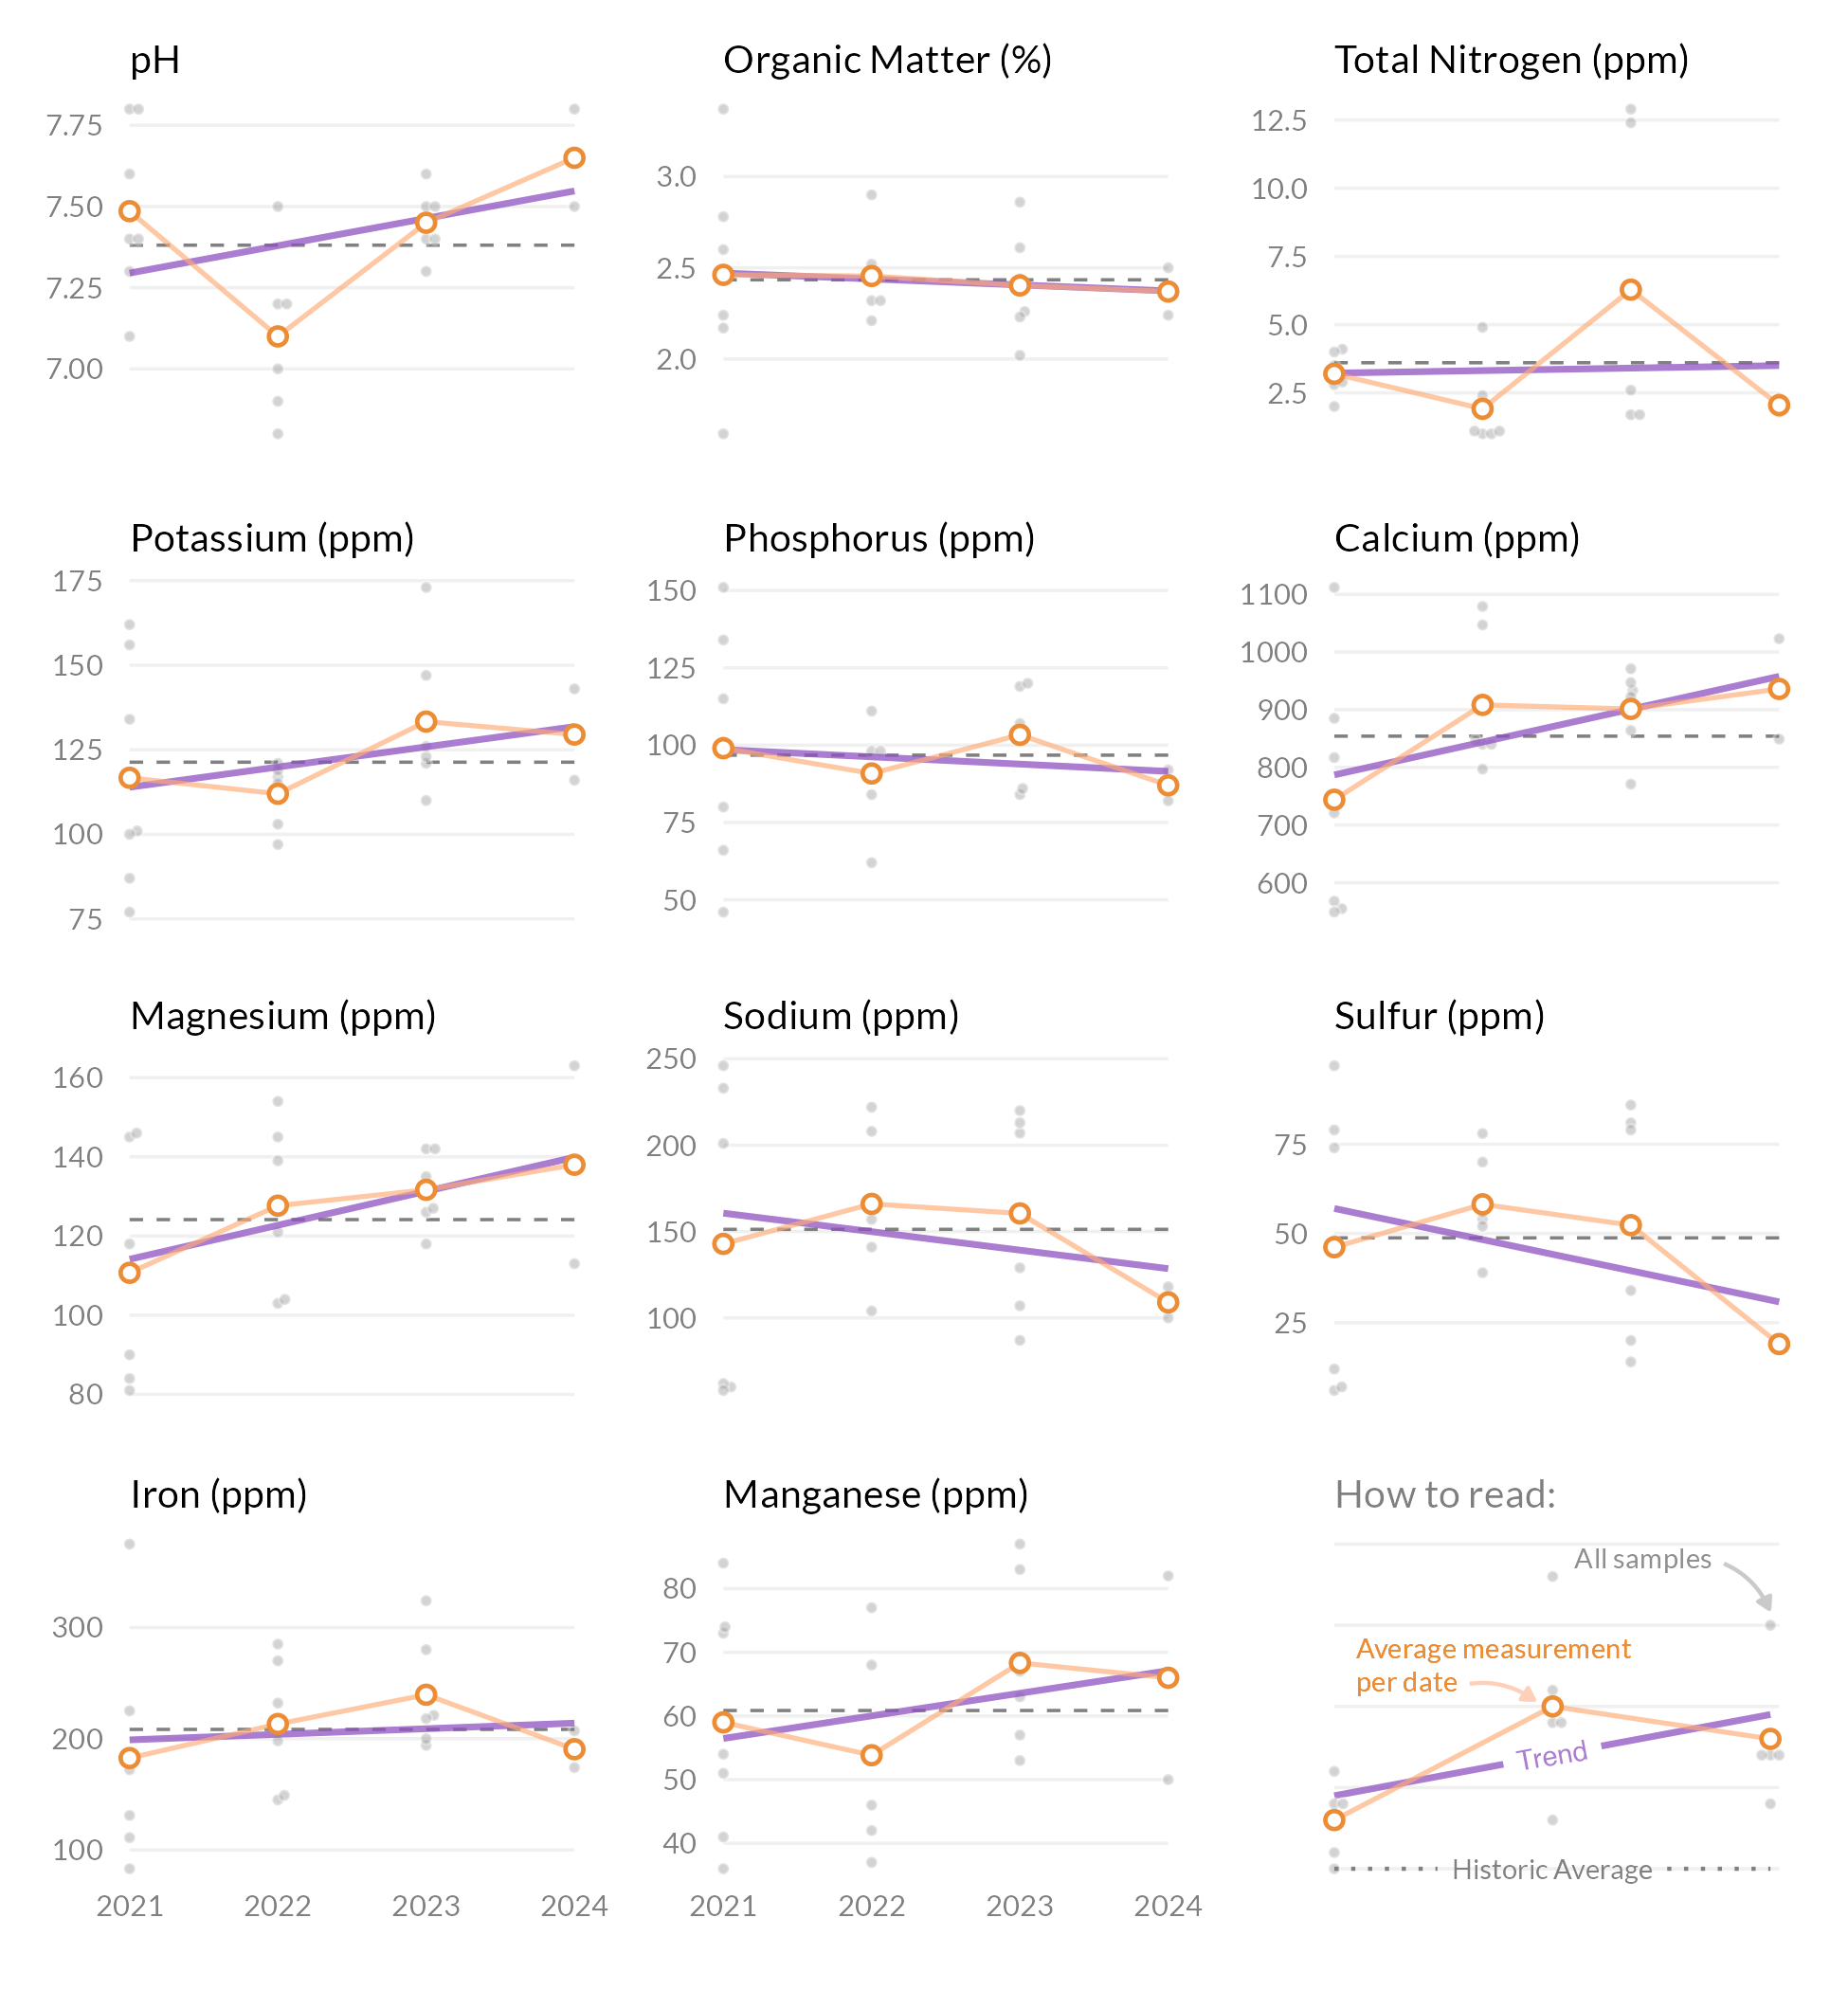 pH
7.75
7.50
7.25
7.00
Organic Matter (%)
3.0
2.5
2.0
Total Nitrogen (ppm)
12.5
10.0
7.5
5.0
2.5
Potassium (ppm)
175
150
125
100
75
Phosphorus (ppm)
150
125
100
75
50
Calcium (ppm)
1100
1000
900
800
700
600
Magnesium (ppm)
160
140
120
100
80
Sodium (ppm)
250
200
150
100
Sulfur (ppm)
75
50
25
Iron (ppm)
300
200
100
2021 2022 2023 2024
Manganese (ppm)
80
70
60
50
40
2021 2022 2023 2024
How to read:
All samples
Average measurement
per date
Trend
Historic Average